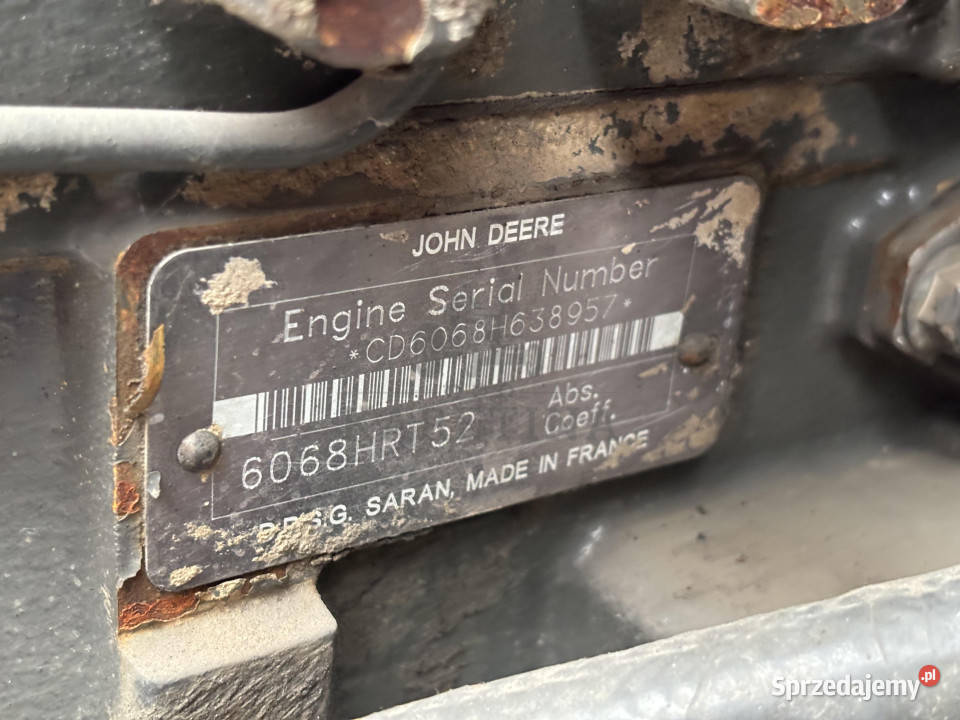 JOHN DEERE
Engine Serial Number
*CD6068H638957*
6068HRT52
Abs.
Coeff.
SARAN, MADE IN FRANCE
Sprzedajemy.pl